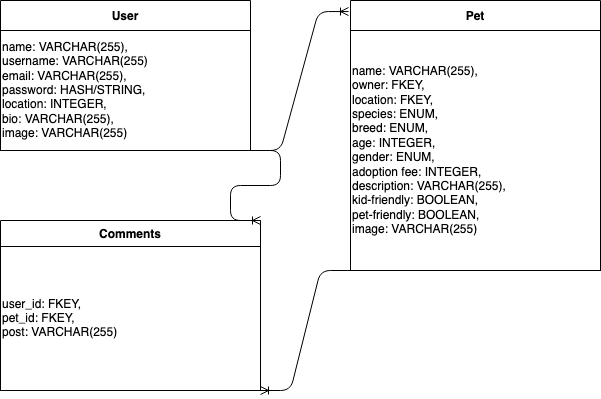 User
name: VARCHAR(255),
username: VARCHAR(255)
email: VARCHAR(255),
password: HASH/STRING,
location: INTEGER,
bio: VARCHAR(255),
image: VARCHAR(255)
Pet
name: VARCHAR(255),
owner: FKEY,
location: FKEY,
species: ENUM,
breed: ENUM,
age: INTEGER,
gender: ENUM,
adoption fee: INTEGER,
description: VARCHAR(255),
kid-friendly: BOOLEAN,
pet-friendly: BOOLEAN,
image: VARCHAR(255)
Comments
user_id: FKEY,
pet_id: FKEY,
post: VARCHAR(255)